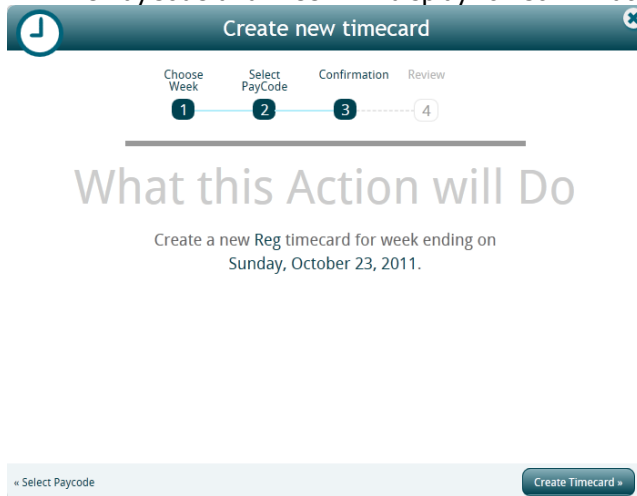 Create new timecard
Choose Week
Select PayCode
Confirmation
Review
1
2
3
4
What this Action will Do
Create a new Reg timecard for week ending on
Sunday, October 23, 2011.
« Select Paycode
Create Timecard »